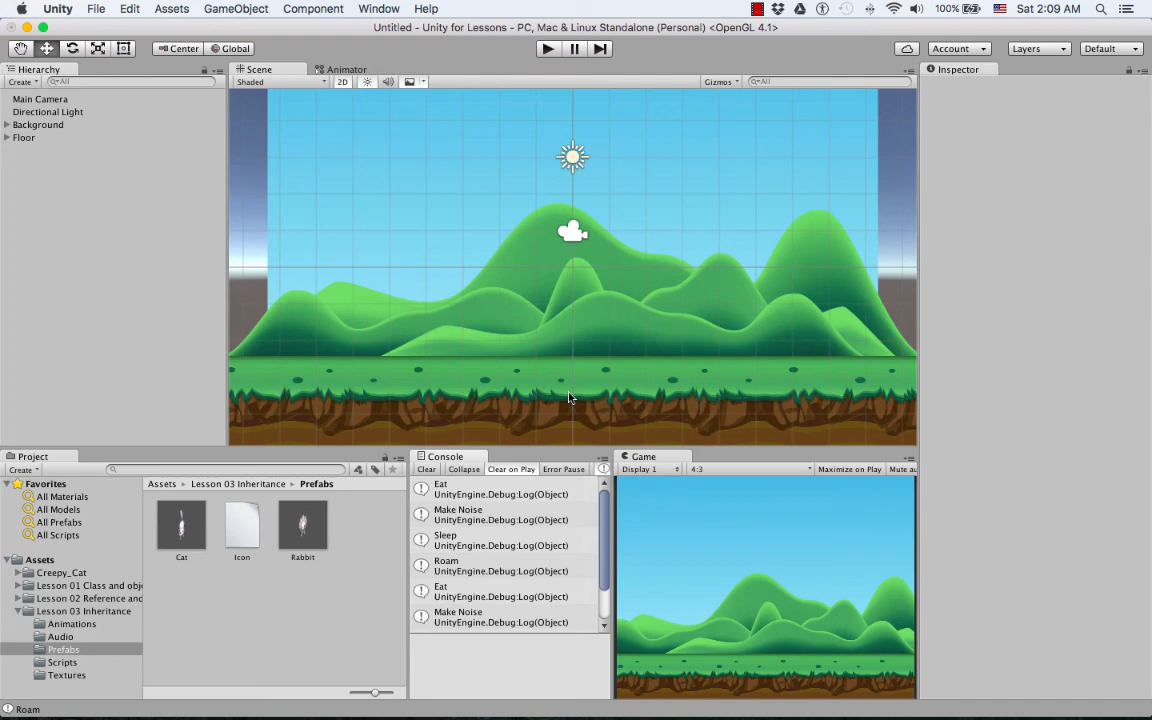 Unity File Edit Assets GameObject Component Window Help 100% Sat 2:09 AM
Untitled - Unity for Lessons - PC, Mac & Linux Standalone (Personal) <OpenGL 4.1>
Center Global Account Layers Default
Hierarchy
Create All
Main Camera
Directional Light
Background
Floor
Scene Animator
Shaded 2D Gizmos All
Inspector
Project
Create
Favorites
All Materials
All Models
All Prefabs
All Scripts
Assets
Creepy_Cat
Lesson 01 Class and obj
Lesson 02 Reference and
Lesson 03 Inheritance
Animations
Audio
Prefabs
Scripts
Textures
Assets Lesson 03 Inheritance Prefabs
Cat Icon Rabbit
Console
Clear Collapse Clear on Play Error Pause
Eat
UnityEngine.Debug:Log(Object)
Make Noise
UnityEngine.Debug:Log(Object)
Sleep
UnityEngine.Debug:Log(Object)
Roam
UnityEngine.Debug:Log(Object)
Eat
UnityEngine.Debug:Log(Object)
Make Noise
UnityEngine.Debug:Log(Object)
Game
Display 1 4:3 Maximize on Play Mute au
Roam